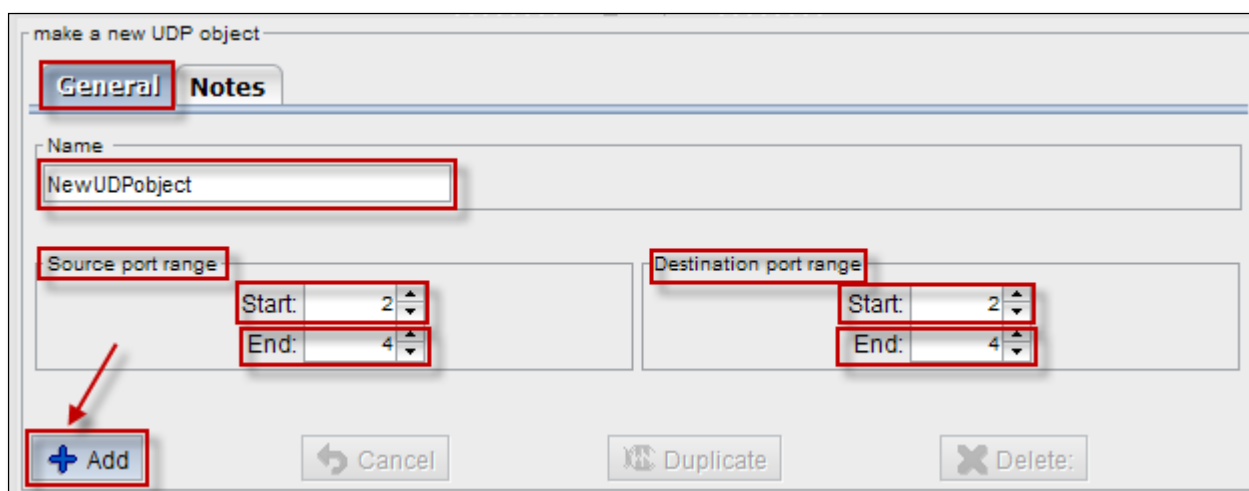 make a new UDP object
General Notes
Name
NewUDPobject
Source port range
Destination port range
Start: 2
Start: 2
End: 4
End: 4
Add Cancel Duplicate Delete: